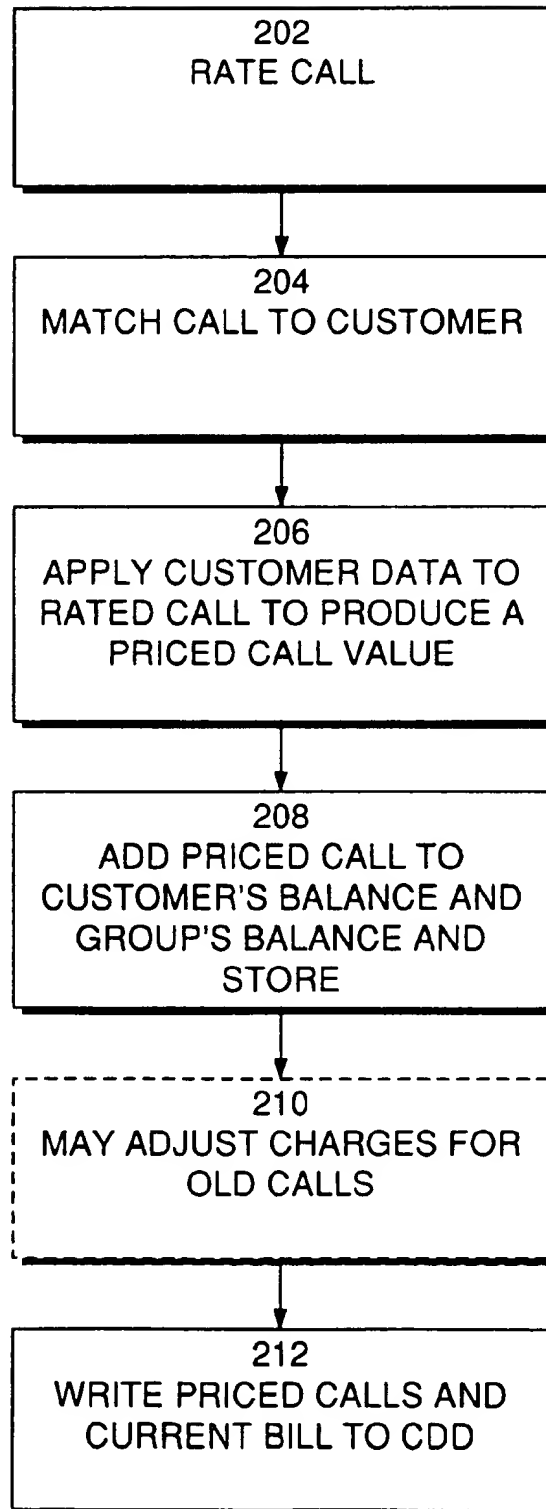 202
RATE CALL
204
MATCH CALL TO CUSTOMER
206
APPLY CUSTOMER DATA TO
RATED CALL TO PRODUCE A
PRICED CALL VALUE
208
ADD PRICED CALL TO
CUSTOMER'S BALANCE AND
GROUP'S BALANCE AND
STORE
210
MAY ADJUST CHARGES FOR
OLD CALLS
212
WRITE PRICED CALLS AND
CURRENT BILL TO CDD